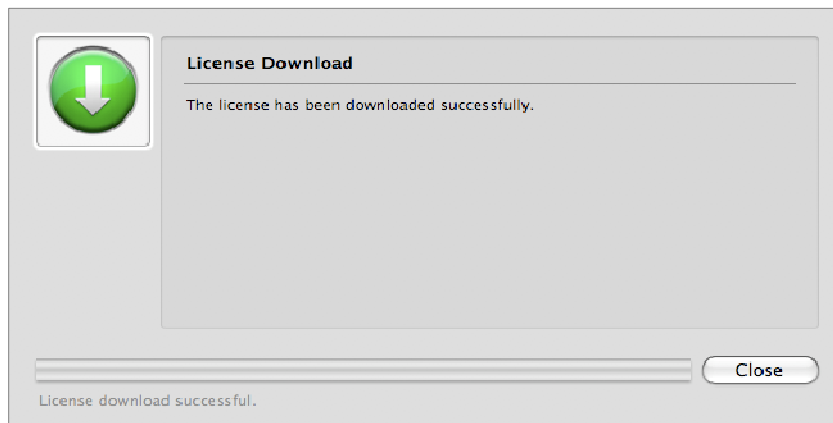 License Download
The license has been downloaded successfully.
Close
License download successful.